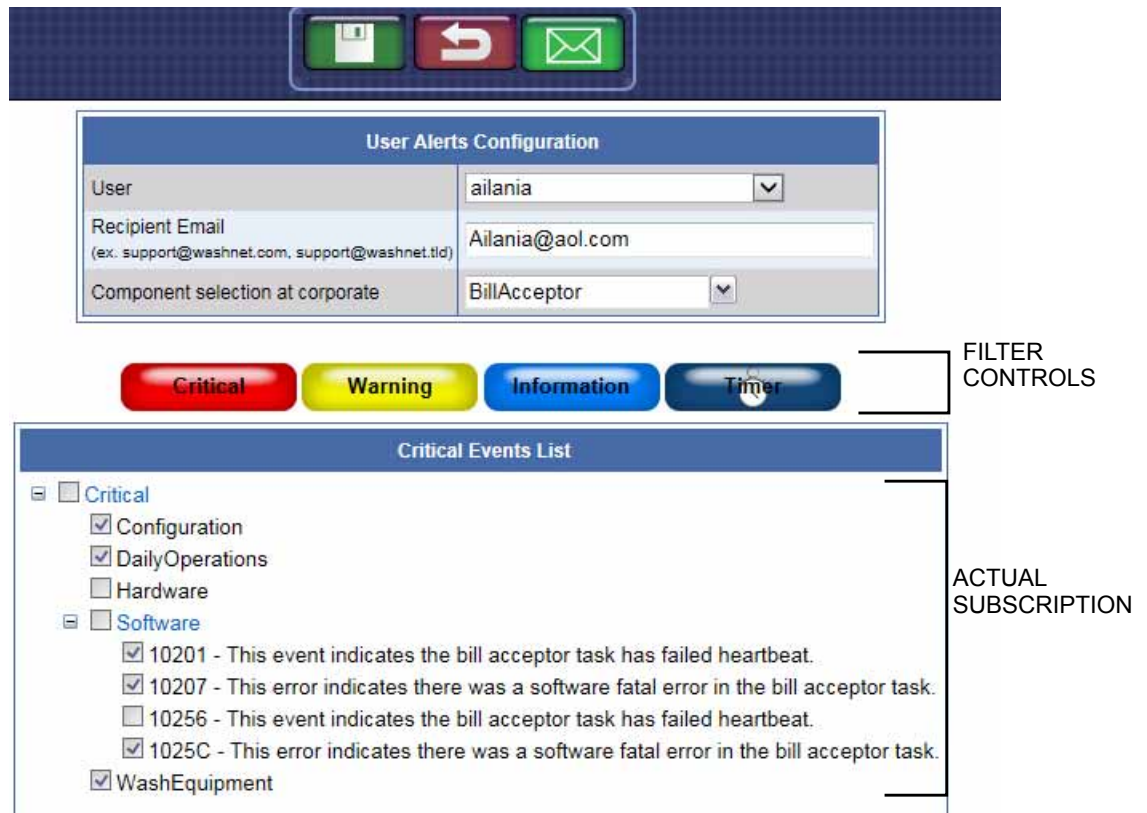 User Alerts Configuration
User
ailania
Recipient Email
(ex. support@washnet.com, support@washnet.tld)
Ailania@aol.com
Component selection at corporate
BillAcceptor
Critical
Warning
Information
Timer
FILTER
CONTROLS
Critical Events List
Critical
Configuration
DailyOperations
Hardware
Software
10201 - This event indicates the bill acceptor task has failed heartbeat.
10207 - This error indicates there was a software fatal error in the bill acceptor task.
10256 - This event indicates the bill acceptor task has failed heartbeat.
1025C - This error indicates there was a software fatal error in the bill acceptor task.
WashEquipment
ACTUAL
SUBSCRIPTION